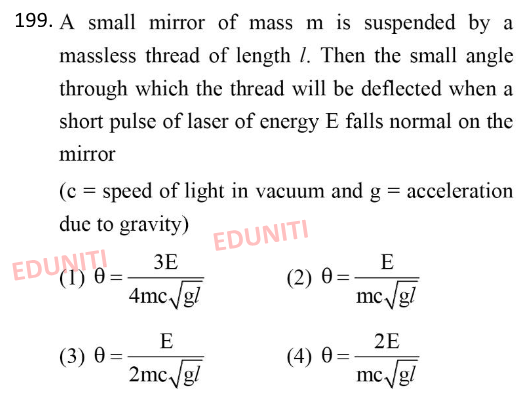 199. A small mirror of mass m is suspended by a
massless thread of length l. Then the small angle
through which the thread will be deflected when a
short pulse of laser of energy E falls normal on the
mirror
(c = speed of light in vacuum and g = acceleration
due to gravity)
EDUNITI
EDUNITI
(1) θ = 3E / 4mc√gl (2) θ = E / mc√gl
(3) θ = E / 2mc√gl (4) θ = 2E / mc√gl